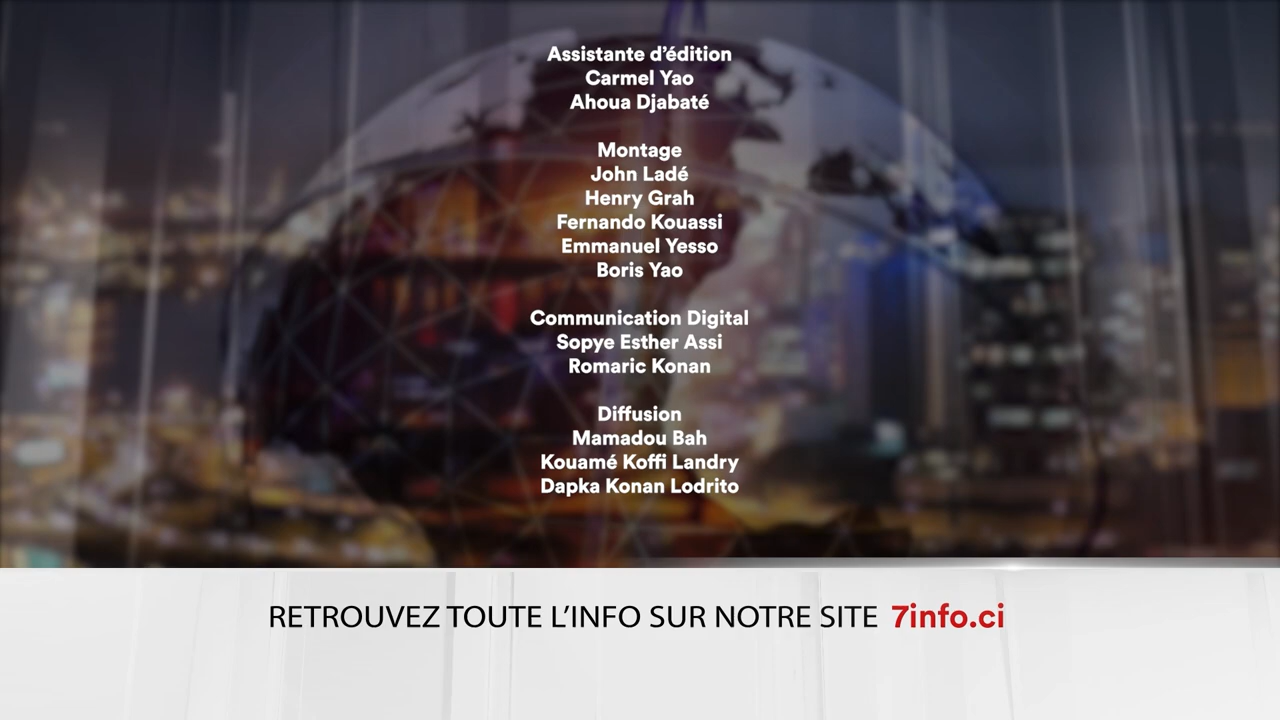 Assistante d'édition
Carmel Yao
Ahoua Djabaté
Montage
John Ladé
Henry Grah
Fernando Kouassi
Emmanuel Yesso
Boris Yao
Communication Digital
Sopye Esther Assi
Romaric Konan
Diffusion
Mamadou Bah
Kouamé Koffi Landry
Dapka Konan Lodrito
RETROUVEZ TOUTE L'INFO SUR NOTRE SITE 7info.ci